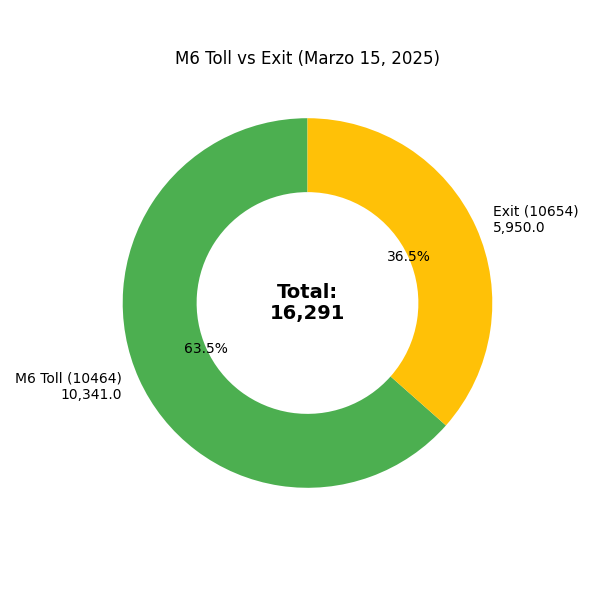 M6 Toll vs Exit (Marzo 15, 2025)
Exit (10654)
5,950.0
36.5%
Total:
16,291
63.5%
M6 Toll (10464)
10,341.0